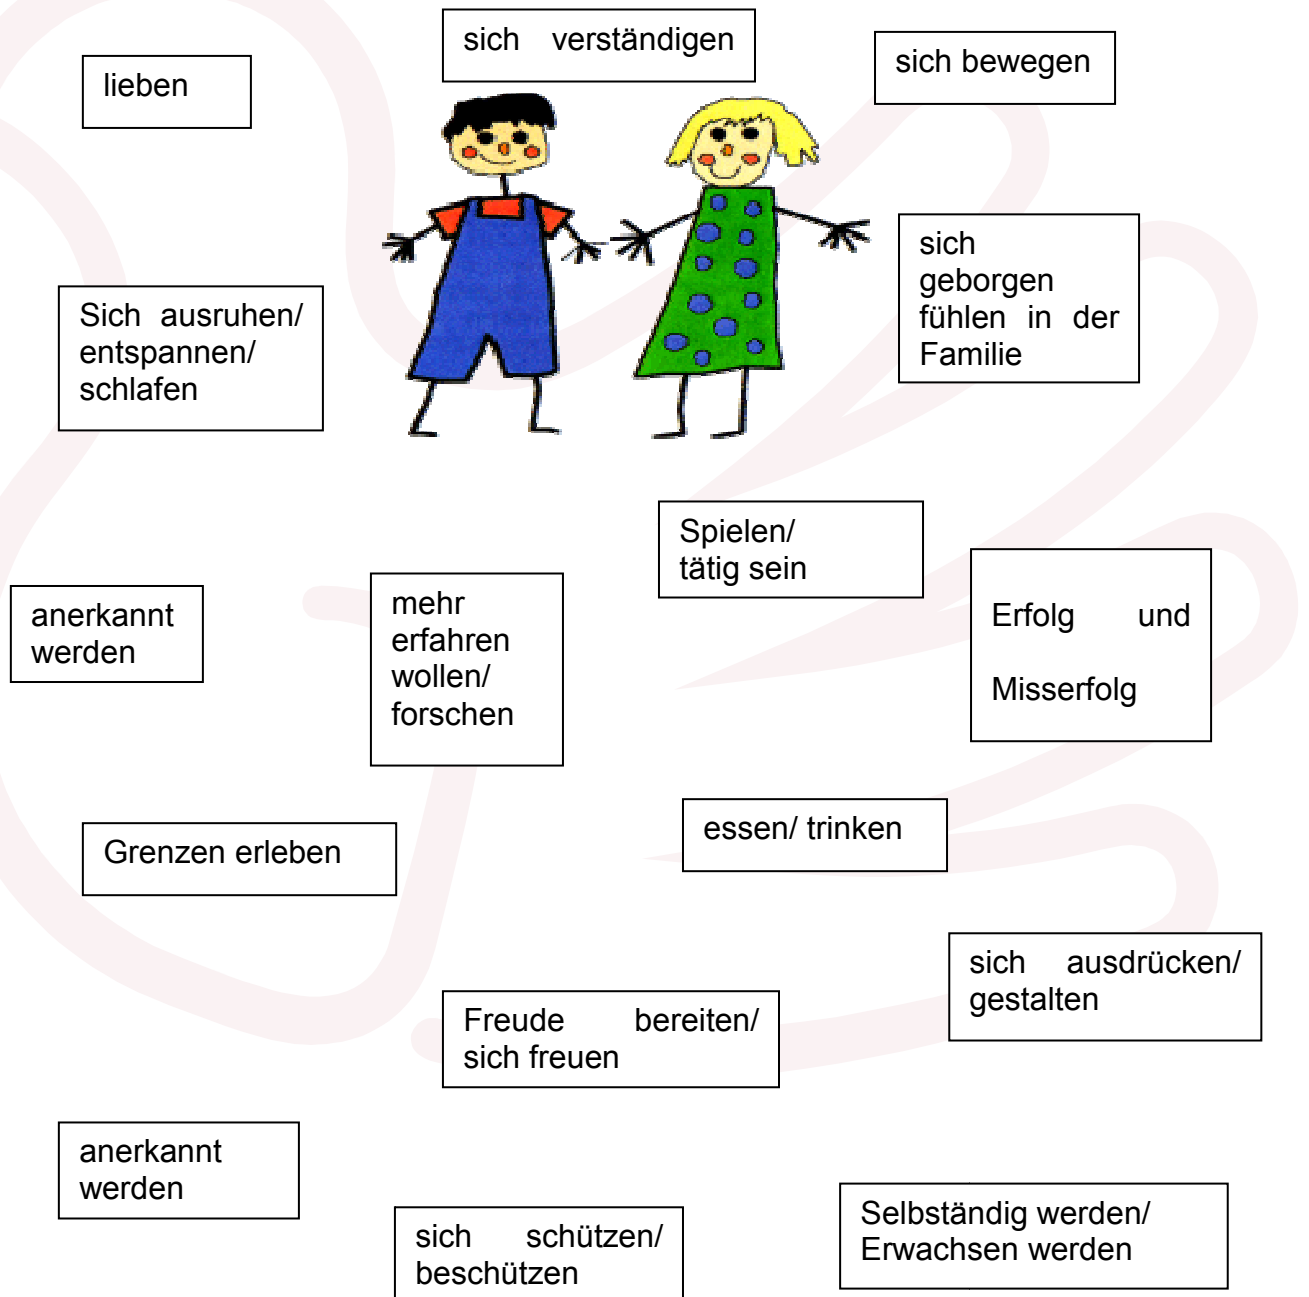 sich verständigen
lieben
sich bewegen
sich
geborgen
fühlen in der
Familie
Sich ausruhen/
entspannen/
schlafen
Spielen/
tätig sein
anerkannt
werden
mehr
erfahren
wollen/
forschen
Erfolg und
Misserfolg
Grenzen erleben
essen/ trinken
sich ausdrücken/
gestalten
Freude bereiten/
sich freuen
anerkannt
werden
sich schützen/
beschützen
Selbständig werden/
Erwachsen werden